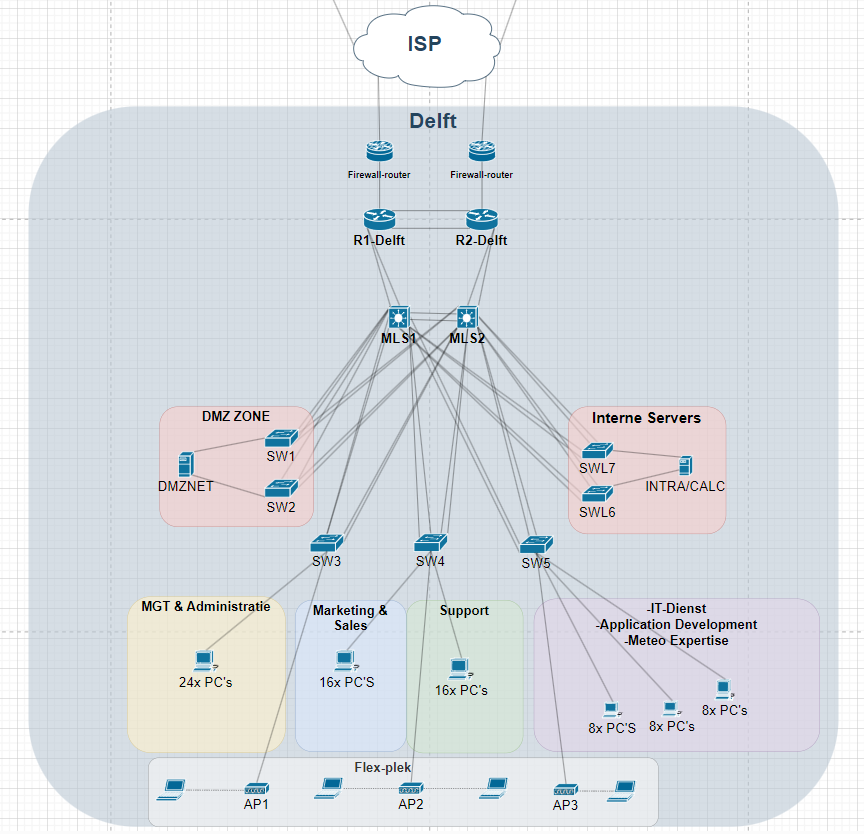 ISP
Delft
Firewall-router
Firewall-router
R1-Delft
R2-Delft
MLS1
MLS2
DMZ ZONE
SW1
DMZNET
SW2
Interne Servers
SWL7
INTRA/CALC
SWL6
SW3
SW4
SW5
MGT & Administratie
24x PC's
Marketing &
Sales
16x PC'S
Support
16x PC's
-IT-Dienst
-Application Development
-Meteo Expertise
8x PC'S
8x PC's
8x PC's
Flex-plek
AP1
AP2
AP3